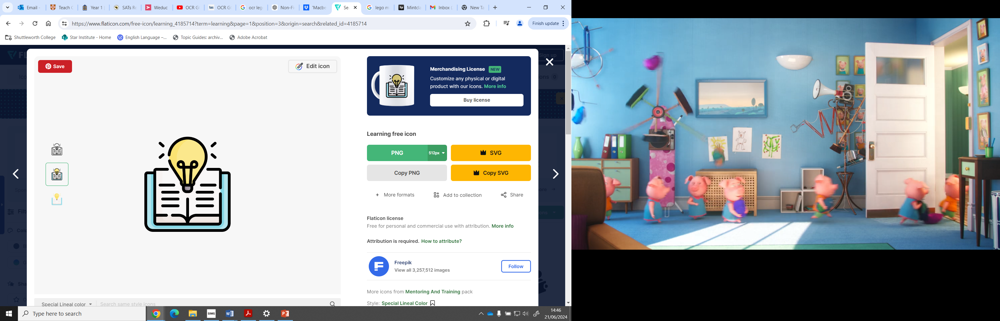 Email -
Teach C
Year 1
SATs Re
Weduc
OCR G
tes
OCR G
ocr leg
Non-Fi
'Macbe
Se
lego m
Sp
Mintcla
Inbox (
New Ta
https://www.flaticon.com/free-icon/learning_4185714?term=learning&page=1&position=3&origin=search&related_id=4185714
Finish update
Shuttleworth College
Star Institute - Home
English Language –...
Topic Guides: archiv...
Adobe Acrobat
Sign up
Save
Edit icon
Merchandising License NEW
Customize any physical or digital
product with our icons. More info
Buy license
Learning free icon
PNG
512px
SVG
Copy PNG
Copy SVG
+ More formats
Add to collection
Share
Flaticon license
Free for personal and commercial use with attribution. More info
Attribution is required. How to attribute?
Freepik
View all 3,257,512 images
Follow
More icons from Mentoring And Training pack
Style: Special Lineal Color
Special Lineal color
Search same style icons
Type here to search
SIMS
14:46
21/06/2024